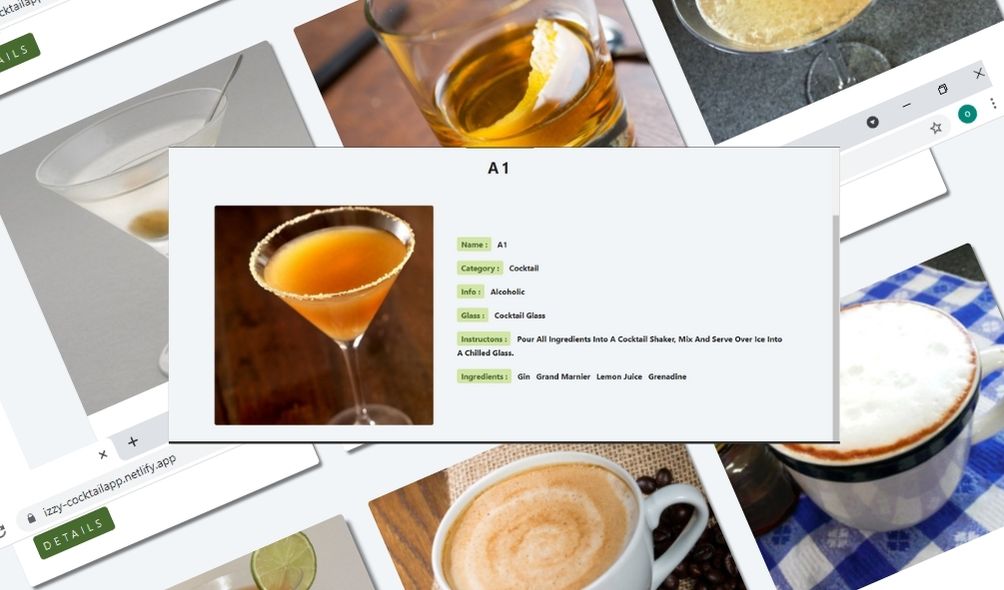 cktailapp
AILS
A1
Name : A1
Category : Cocktail
Info : Alcoholic
Glass : Cocktail Glass
Instructons : Pour All Ingredients Into A Cocktail Shaker, Mix And Serve Over Ice Into
A Chilled Glass.
Ingredients : Gin Grand Marnier Lemon Juice Grenadine
izzy-cocktailapp.netlify.app
DETAILS
o